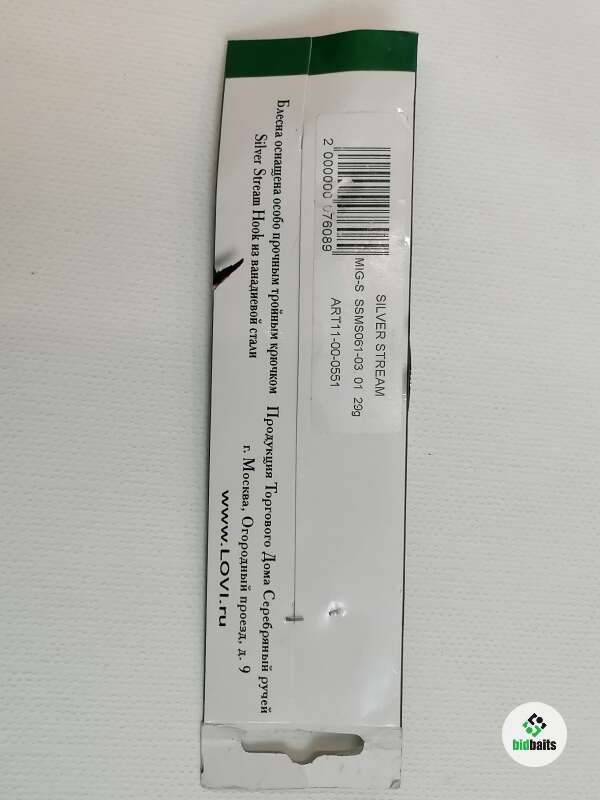 SILVER STREAM
MIG-S SSMS061-03 01 29g
ART11-00-0551
2 000000 076089
Блесна оснащена особо прочным тройным крючком
Silver Stream Hook из ванадиевой стали
Продукция Торгового Дома Серебряный ручей
г. Москва, Огородный проезд, д. 9
www.LOVI.ru
bidbaits